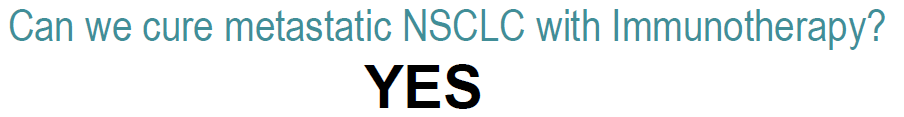 Can we cure metastatic NSCLC with Immunotherapy?
YES